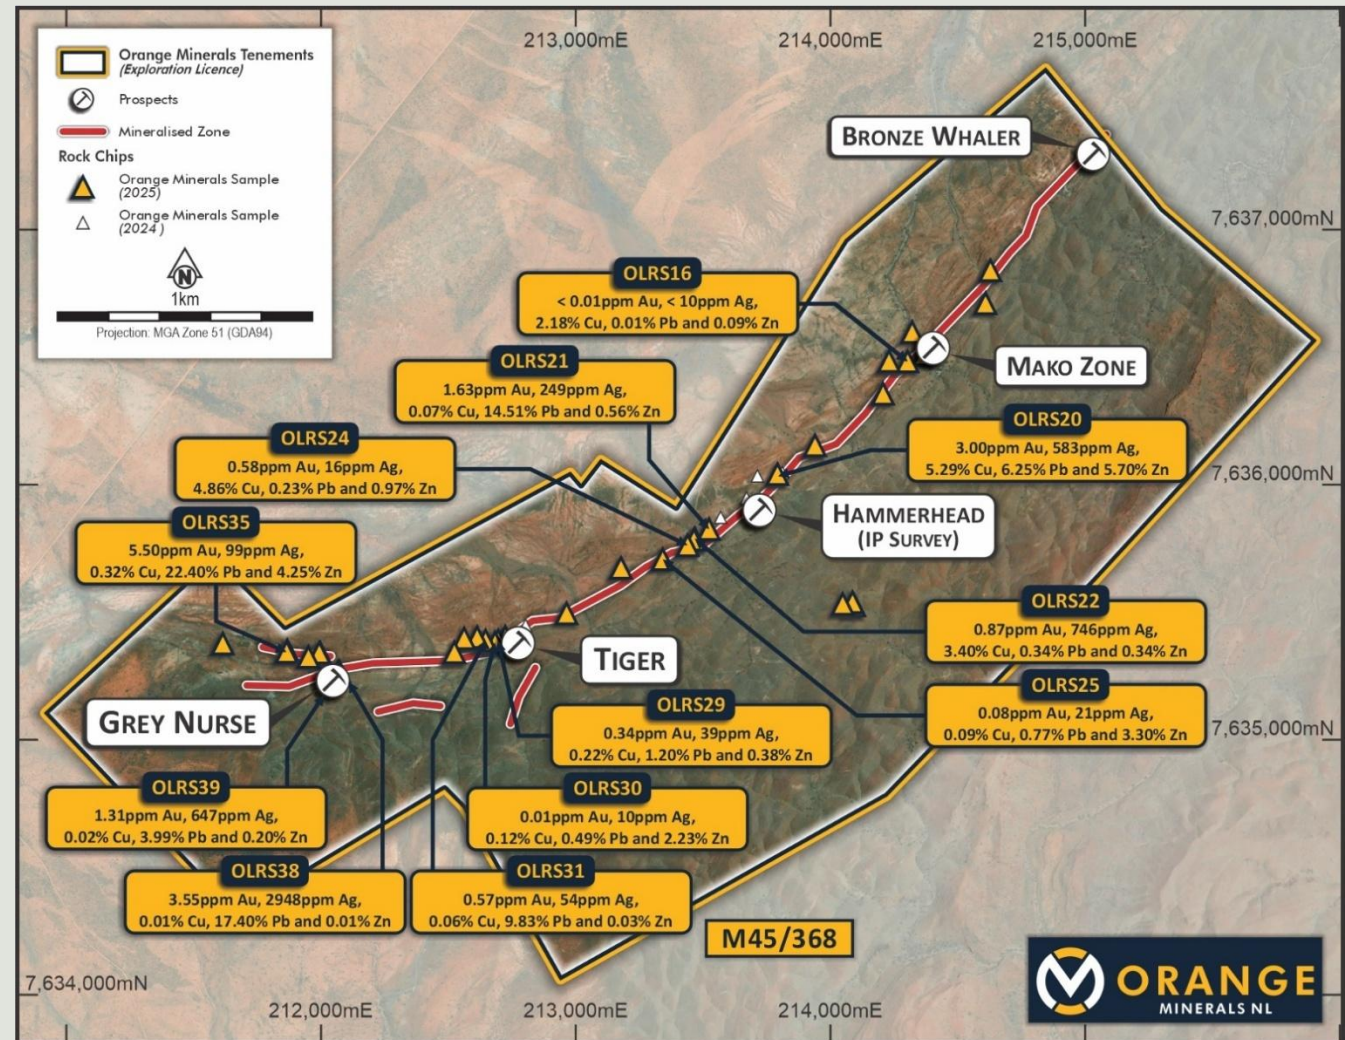 213,000mE
214,000mE
215,000mE
Orange Minerals Tenements
(Exploration Licence)
Prospects
Mineralised Zone
Rock Chips
Orange Minerals Sample
(2025)
Orange Minerals Sample
(2024)
N
1km
Projection: MGA Zone 51 (GDA94)
BRONZE WHALER
7,637,000mN
OLRS16
< 0.01ppm Au, < 10ppm Ag,
2.18% Cu, 0.01% Pb and 0.09% Zn
MAKO ZONE
OLRS21
1.63ppm Au, 249ppm Ag,
0.07% Cu, 14.51% Pb and 0.56% Zn
OLRS20
3.00ppm Au, 583ppm Ag,
5.29% Cu, 6.25% Pb and 5.70% Zn
OLRS24
0.58ppm Au, 16ppm Ag,
4.86% Cu, 0.23% Pb and 0.97% Zn
7,636,000mN
HAMMERHEAD
(IP SURVEY)
OLRS35
5.50ppm Au, 99ppm Ag,
0.32% Cu, 22.40% Pb and 4.25% Zn
OLRS22
0.87ppm Au, 746ppm Ag,
3.40% Cu, 0.34% Pb and 0.34% Zn
TIGER
GREY NURSE
OLRS25
0.08ppm Au, 21ppm Ag,
0.09% Cu, 0.77% Pb and 3.30% Zn
OLRS29
0.34ppm Au, 39ppm Ag,
0.22% Cu, 1.20% Pb and 0.38% Zn
7,635,000mN
OLRS39
1.31ppm Au, 647ppm Ag,
0.02% Cu, 3.99% Pb and 0.20% Zn
OLRS30
0.01ppm Au, 10ppm Ag,
0.12% Cu, 0.49% Pb and 2.23% Zn
OLRS38
3.55ppm Au, 2948ppm Ag,
0.01% Cu, 17.40% Pb and 0.01% Zn
OLRS31
0.57ppm Au, 54ppm Ag,
0.06% Cu, 9.83% Pb and 0.03% Zn
M45/368
7,634,000mN
212,000mE
213,000mE
214,000mE
ORANGE
MINERALS NL